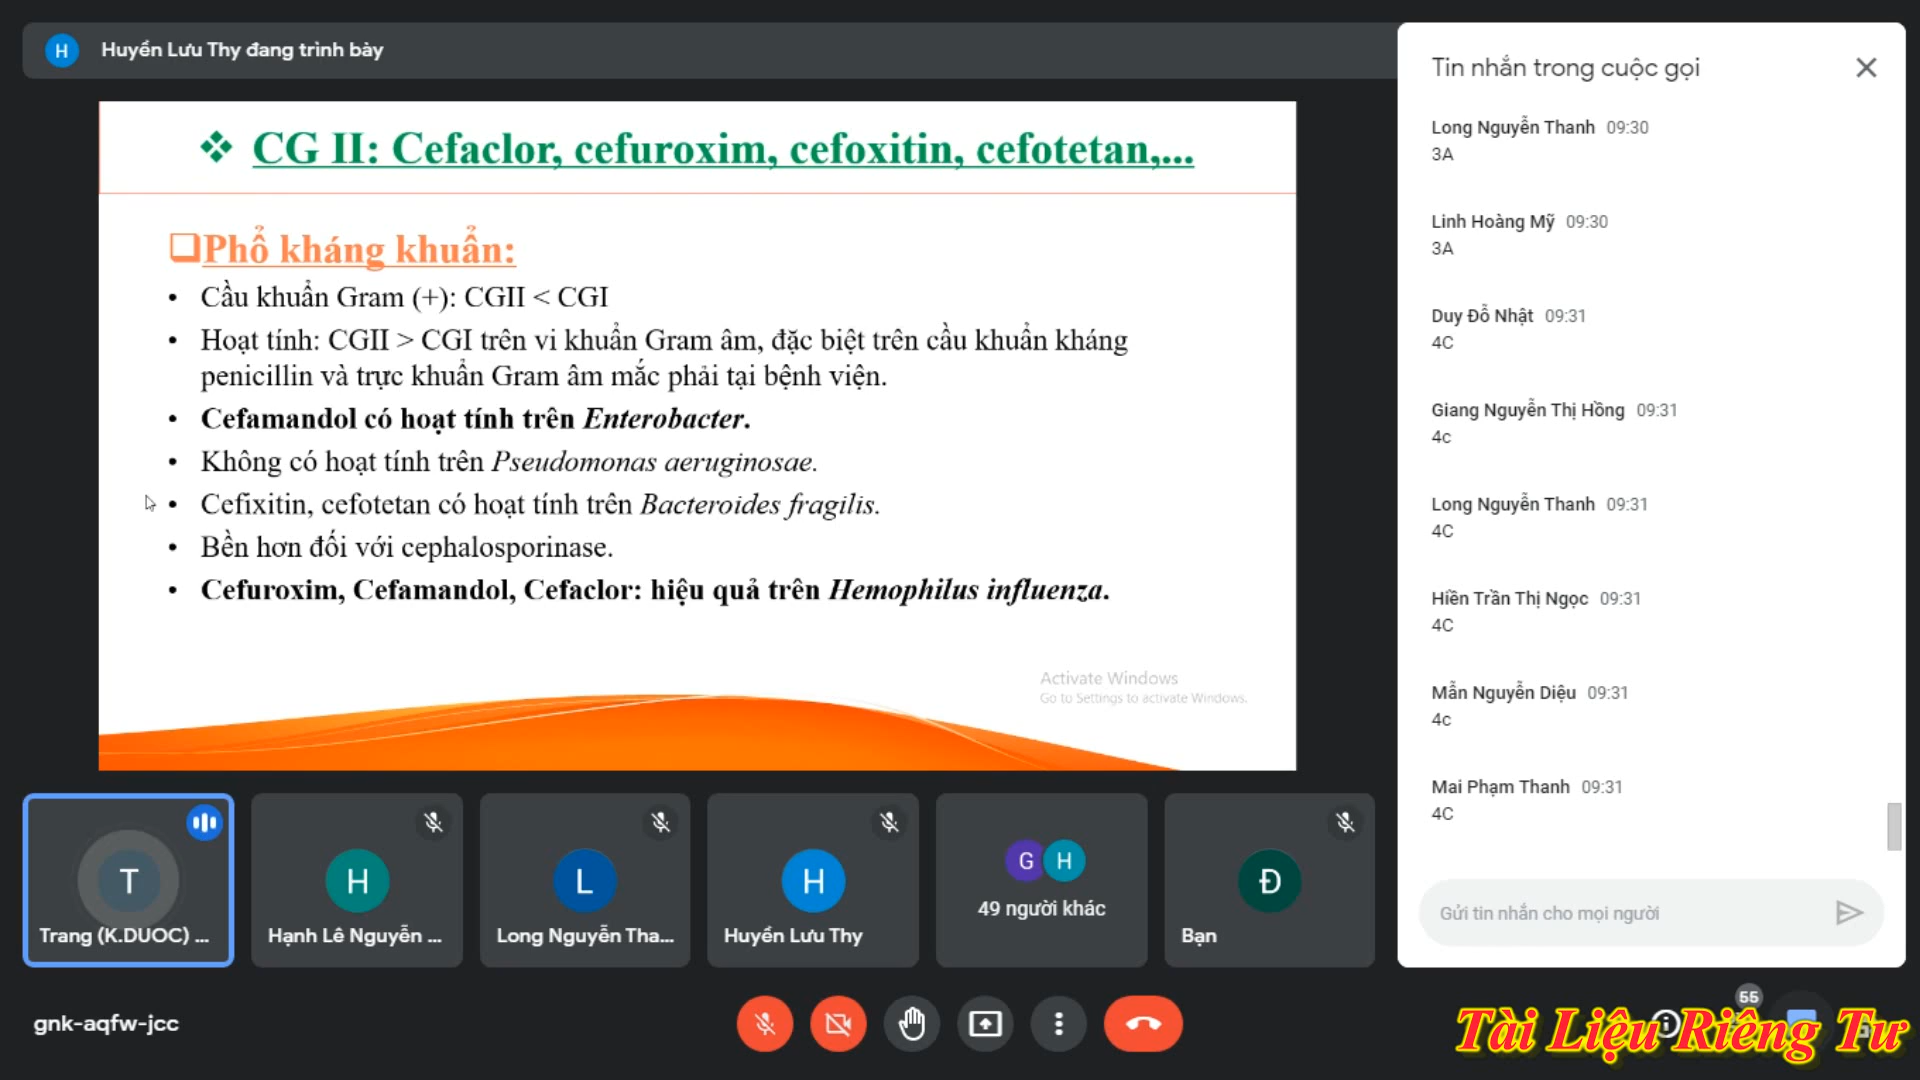 H
Huyền Lưu Thy đang trình bày
❖ CG II: Cefaclor, cefuroxim, cefoxitin, cefotetan,...
❑Phổ kháng khuẩn:
• Cầu khuẩn Gram (+): CGII < CGI
• Hoạt tính: CGII > CGI trên vi khuẩn Gram âm, đặc biệt trên cầu khuẩn kháng
penicillin và trực khuẩn Gram âm mắc phải tại bệnh viện.
• Cefamandol có hoạt tính trên Enterobacter.
• Không có hoạt tính trên Pseudomonas aeruginosae.
• Cefixitin, cefotetan có hoạt tính trên Bacteroides fragilis.
• Bền hơn đối với cephalosporinase.
• Cefuroxim, Cefamandol, Cefaclor: hiệu quả trên Hemophilus influenza.
Activate Windows
Go to Settings to activate Windows.
T
Trang (K.DUOC) ...
H
Hạnh Lê Nguyễn ...
L
Long Nguyễn Tha...
H
Huyền Lưu Thy
G H
49 người khác
Đ
Bạn
Tin nhắn trong cuộc gọi
Long Nguyễn Thanh 09:30
3A
Linh Hoàng Mỹ 09:30
3A
Duy Đỗ Nhật 09:31
4C
Giang Nguyễn Thị Hồng 09:31
4c
Long Nguyễn Thanh 09:31
4C
Hiền Trần Thị Ngọc 09:31
4C
Mẫn Nguyễn Diệu 09:31
4c
Mai Phạm Thanh 09:31
4C
Gửi tin nhắn cho mọi người
gnk-aqfw-jcc
55
Tài Liệu Riêng Tư